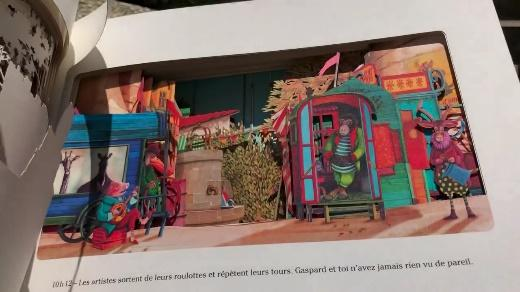 10h12 – Les artistes sortent de leurs roulottes et répètent leurs tours. Gaspard et toi n'avez jamais rien vu de pareil.